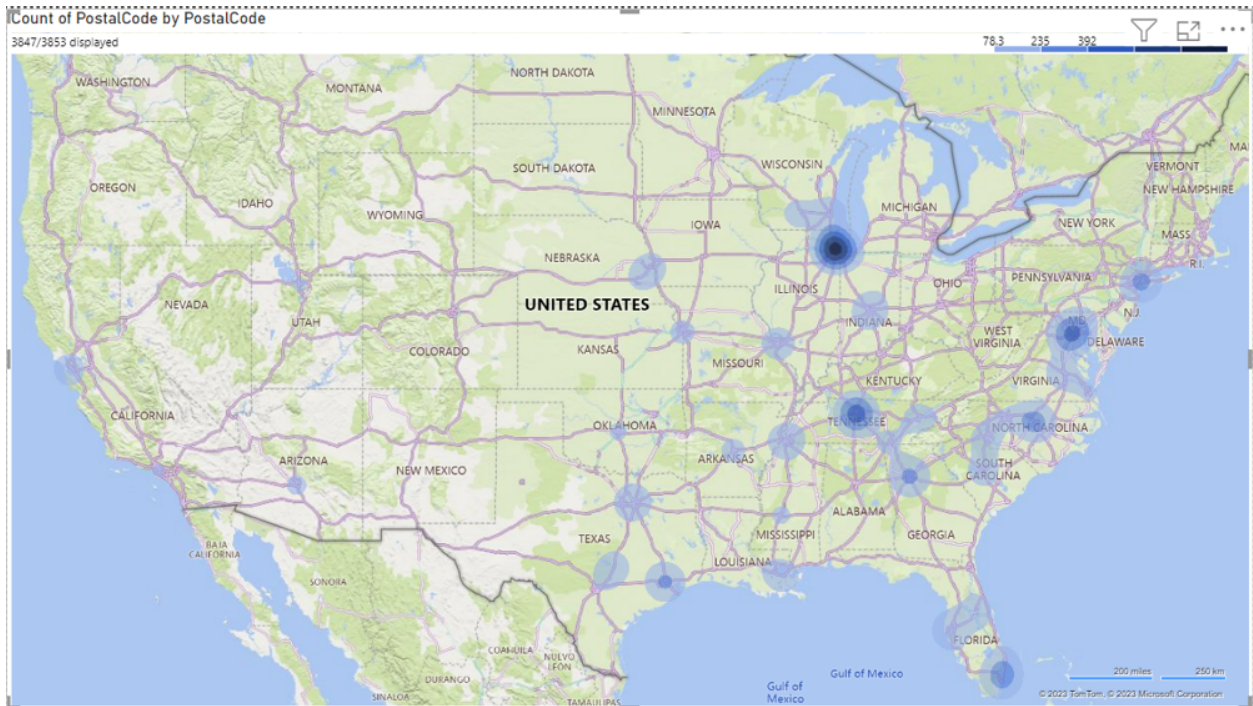 Count of PostalCode by PostalCode
3847/3853 displayed
78.3 235 392
WASHINGTON
MONTANA
NORTH DAKOTA
MINNESOTA
OREGON
IDAHO
WYOMING
SOUTH DAKOTA
WISCONSIN
MICHIGAN
VERMONT
NEW HAMPSHIRE
NEW YORK
MASS
R.I.
IOWA
NEBRASKA
ILLINOIS
OHIO
PENNSYLVANIA
N.J.
NEVADA
UTAH
UNITED STATES
INDIANA
COLORADO
KANSAS
MISSOURI
WEST
VIRGINIA
DELAWARE
KENTUCKY
VIRGINIA
CALIFORNIA
OKLAHOMA
TENNESSEE
NORTH CAROLINA
ARIZONA
NEW MEXICO
ARKANSAS
SOUTH
CAROLINA
ALABAMA
TEXAS
MISSISSIPPI
GEORGIA
LOUISIANA
BAJA
CALIFORNIA
SONORA
FLORIDA
COAHUILA
NUEVO
LEÓN
DURANGO
SINALOA
TAMAULIPAS
Gulf of
Mexico
Gulf of Mexico
200 miles 250 km
© 2023 TomTom, © 2023 Microsoft Corporation